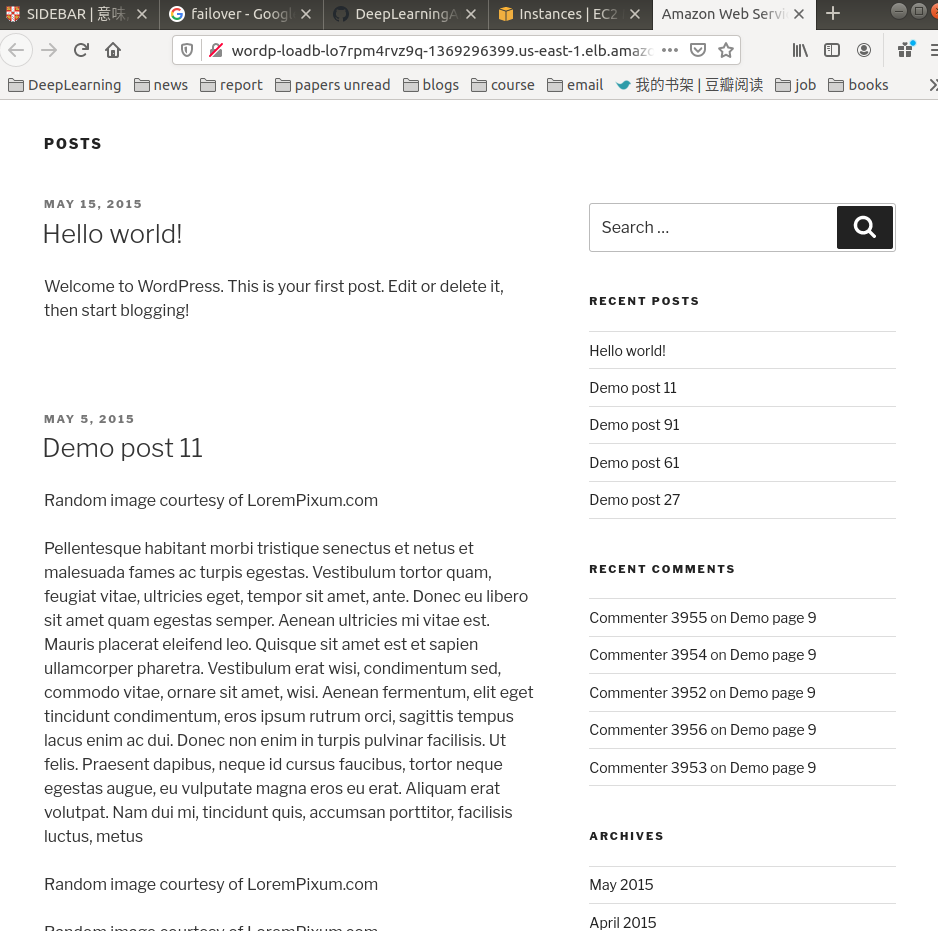 SIDEBAR | 意味,
failover - Googl
DeepLearningA
Instances | EC2
Amazon Web Servi
wordp-loadb-lo7rpm4rvz9q-1369296399.us-east-1.elb.amazo
DeepLearning
news
report
papers unread
blogs
course
email
我的书架 | 豆瓣阅读
job
books
POSTS
MAY 15, 2015
Hello world!
Welcome to WordPress. This is your first post. Edit or delete it,
then start blogging!
MAY 5, 2015
Demo post 11
Random image courtesy of LoremPixum.com
Pellentesque habitant morbi tristique senectus et netus et
malesuada fames ac turpis egestas. Vestibulum tortor quam,
feugiat vitae, ultricies eget, tempor sit amet, ante. Donec eu libero
sit amet quam egestas semper. Aenean ultricies mi vitae est.
Mauris placerat eleifend leo. Quisque sit amet est et sapien
ullamcorper pharetra. Vestibulum erat wisi, condimentum sed,
commodo vitae, ornare sit amet, wisi. Aenean fermentum, elit eget
tincidunt condimentum, eros ipsum rutrum orci, sagittis tempus
lacus enim ac dui. Donec non enim in turpis pulvinar facilisis. Ut
felis. Praesent dapibus, neque id cursus faucibus, tortor neque
egestas augue, eu vulputate magna eros eu erat. Aliquam erat
volutpat. Nam dui mi, tincidunt quis, accumsan porttitor, facilisis
luctus, metus
Random image courtesy of LoremPixum.com
Random image courtesy of LoremPixum.com
Search …
RECENT POSTS
Hello world!
Demo post 11
Demo post 91
Demo post 61
Demo post 27
RECENT COMMENTS
Commenter 3955 on Demo page 9
Commenter 3954 on Demo page 9
Commenter 3952 on Demo page 9
Commenter 3956 on Demo page 9
Commenter 3953 on Demo page 9
ARCHIVES
May 2015
April 2015